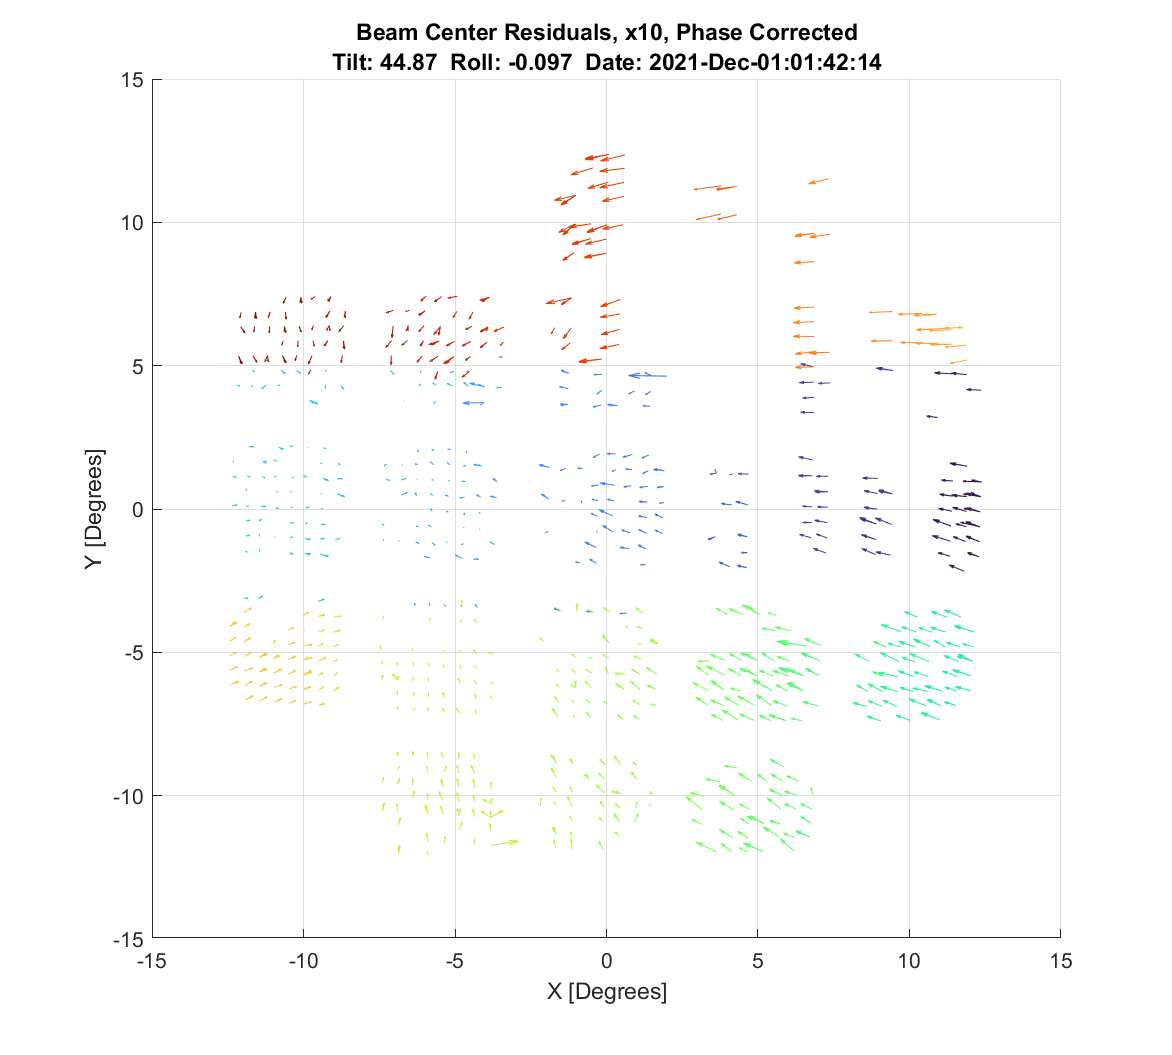 Beam Center Residuals, x10, Phase Corrected
Tilt: 44.87 Roll: -0.097 Date: 2021-Dec-01:01:42:14
15
10
5
0
-5
-10
-15
Y [Degrees]
-15 -10 -5 0 5 10 15
X [Degrees]